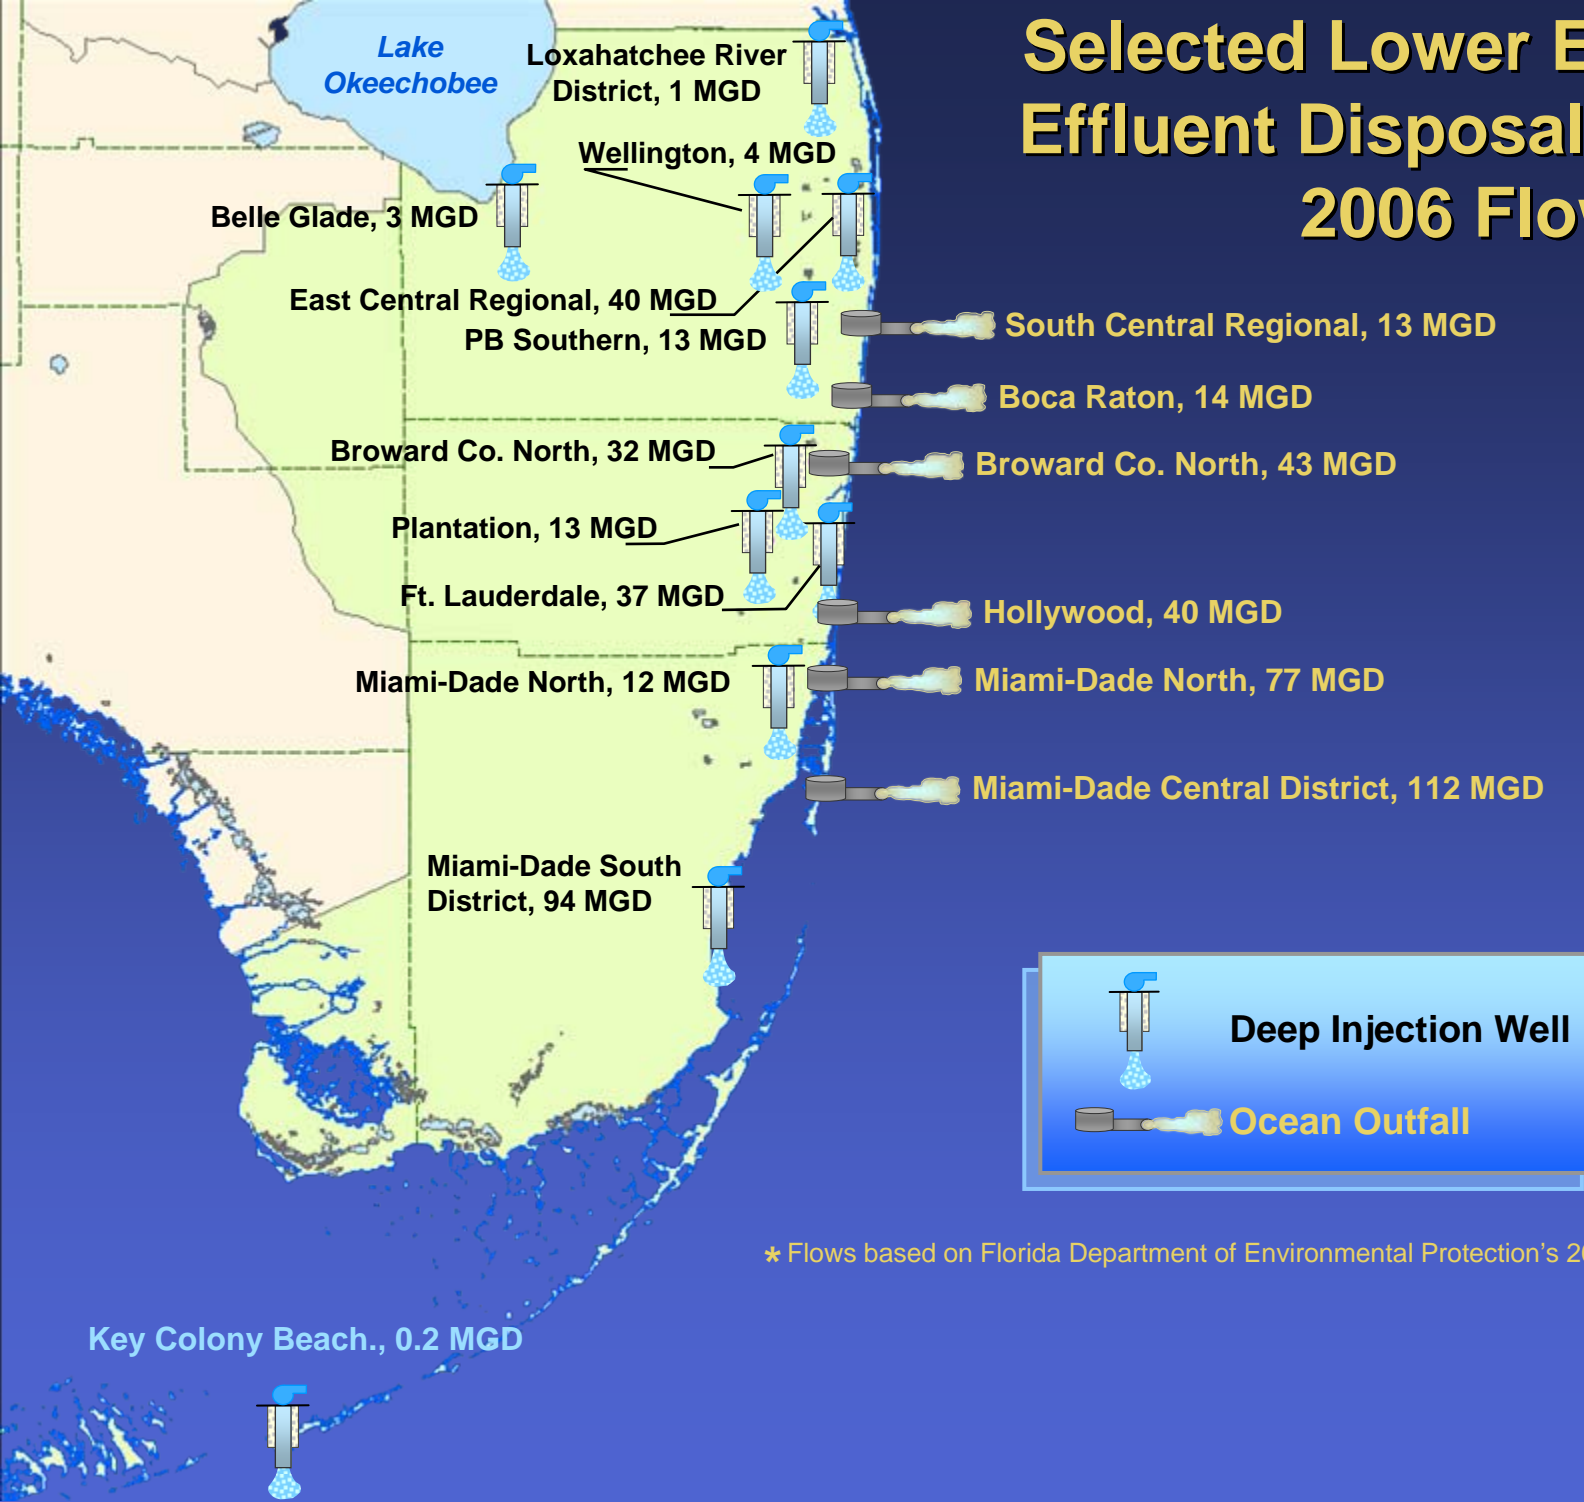 Selected Lower E
Effluent Disposal
2006 Flo
Lake
Okeechobee
Loxahatchee River
District, 1 MGD
Wellington, 4 MGD
Belle Glade, 3 MGD
East Central Regional, 40 MGD
PB Southern, 13 MGD
South Central Regional, 13 MGD
Boca Raton, 14 MGD
Broward Co. North, 32 MGD
Broward Co. North, 43 MGD
Plantation, 13 MGD
Ft. Lauderdale, 37 MGD
Hollywood, 40 MGD
Miami-Dade North, 12 MGD
Miami-Dade North, 77 MGD
Miami-Dade Central District, 112 MGD
Miami-Dade South
District, 94 MGD
Deep Injection Well
Ocean Outfall
* Flows based on Florida Department of Environmental Protection’s 2
Key Colony Beach., 0.2 MGD